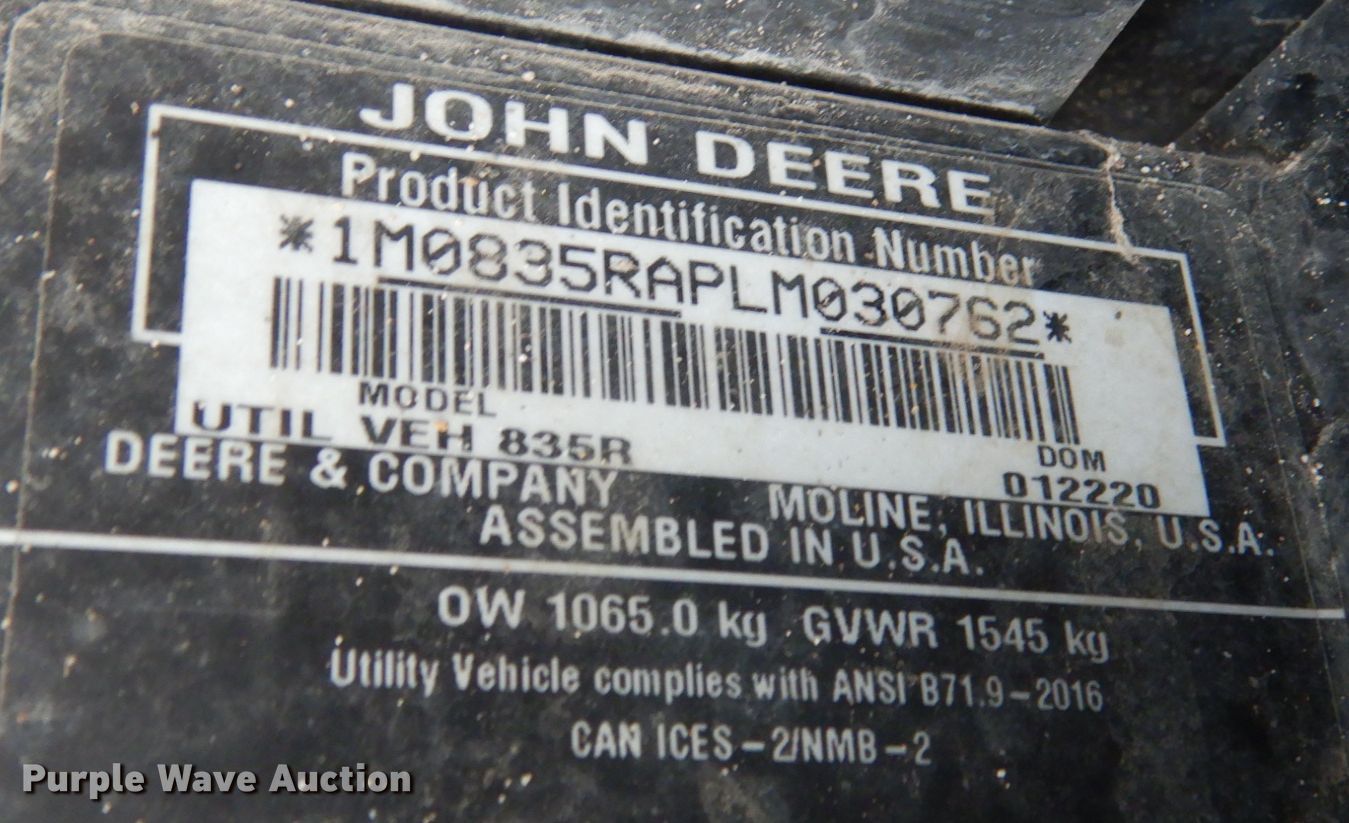 JOHN DEERE
Product Identification Number
*1M0835RAPLM030762*
MODEL
UTIL VEH 835R
DOM
012220
DEERE & COMPANY MOLINE, ILLINOIS, U.S.A.
ASSEMBLED IN U.S.A.
OW 1065.0 kg GVWR 1545 kg
Utility Vehicle complies with ANSI B71.9-2016
CAN ICES-2/NMB-2
Purple Wave Auction